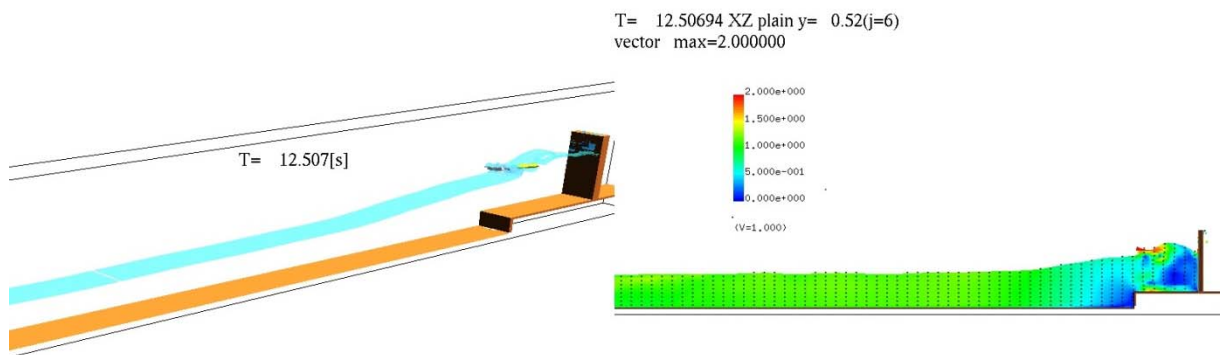 T= 12.507[s]
T= 12.50694 XZ plain y= 0.52(j=6)
vector max=2.000000
2.000e+000
1.500e+000
1.000e+000
5.000e-001
0.000e+000
(V=1.000)